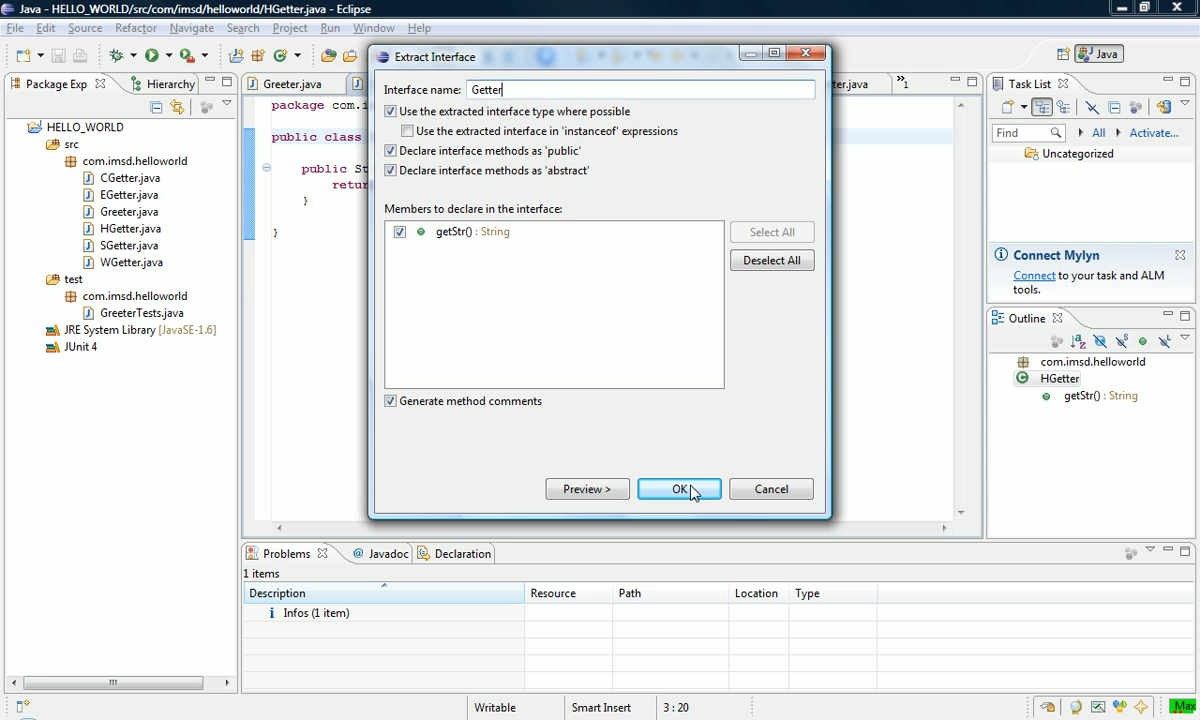 Java - HELLO_WORLD/src/com/imsd/helloworld/HGetter.java - Eclipse
File Edit Source Refactor Navigate Search Project Run Window Help
Java
Package Exp Hierarchy
HELLO_WORLD
src
com.imsd.helloworld
CGetter.java
EGetter.java
Greeter.java
HGetter.java
SGetter.java
WGetter.java
test
com.imsd.helloworld
GreeterTests.java
JRE System Library [JavaSE-1.6]
JUnit 4
Greeter.java
ter.java
1
package com.i
public class
public St
retur
}
}
Extract Interface
Interface name: Getter
Use the extracted interface type where possible
Use the extracted interface in 'instanceof' expressions
Declare interface methods as 'public'
Declare interface methods as 'abstract'
Members to declare in the interface:
getStr() : String
Select All
Deselect All
Generate method comments
Preview > OK Cancel
Task List
Find All Activate...
Uncategorized
Connect Mylyn
Connect to your task and ALM
tools.
Outline
com.imsd.helloworld
HGetter
getStr() : String
Problems @ Javadoc Declaration
1 items
Description Resource Path Location Type
Infos (1 item)
Writable Smart Insert 3 : 20
Max